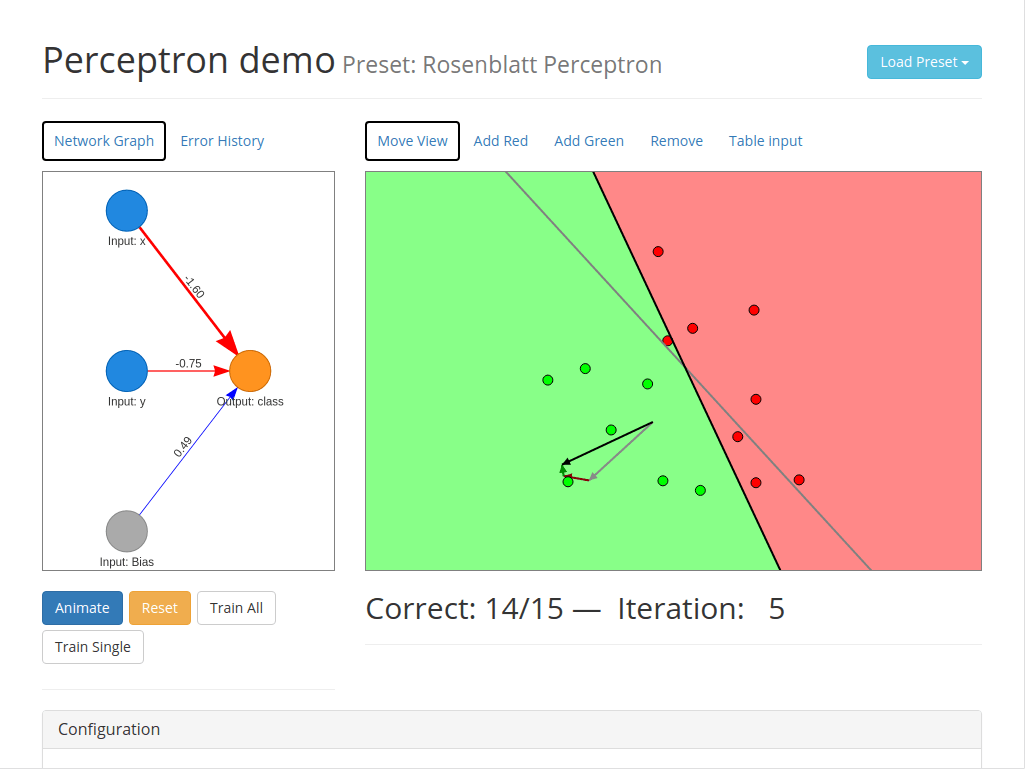 Perceptron demo Preset: Rosenblatt Perceptron
Load Preset
Network Graph Error History
Move View Add Red Add Green Remove Table input
Input: x
-1.60
-0.75
Input: y
Output: class
0.49
Input: Bias
Animate Reset Train All
Train Single
Correct: 14/15 — Iteration: 5
Configuration